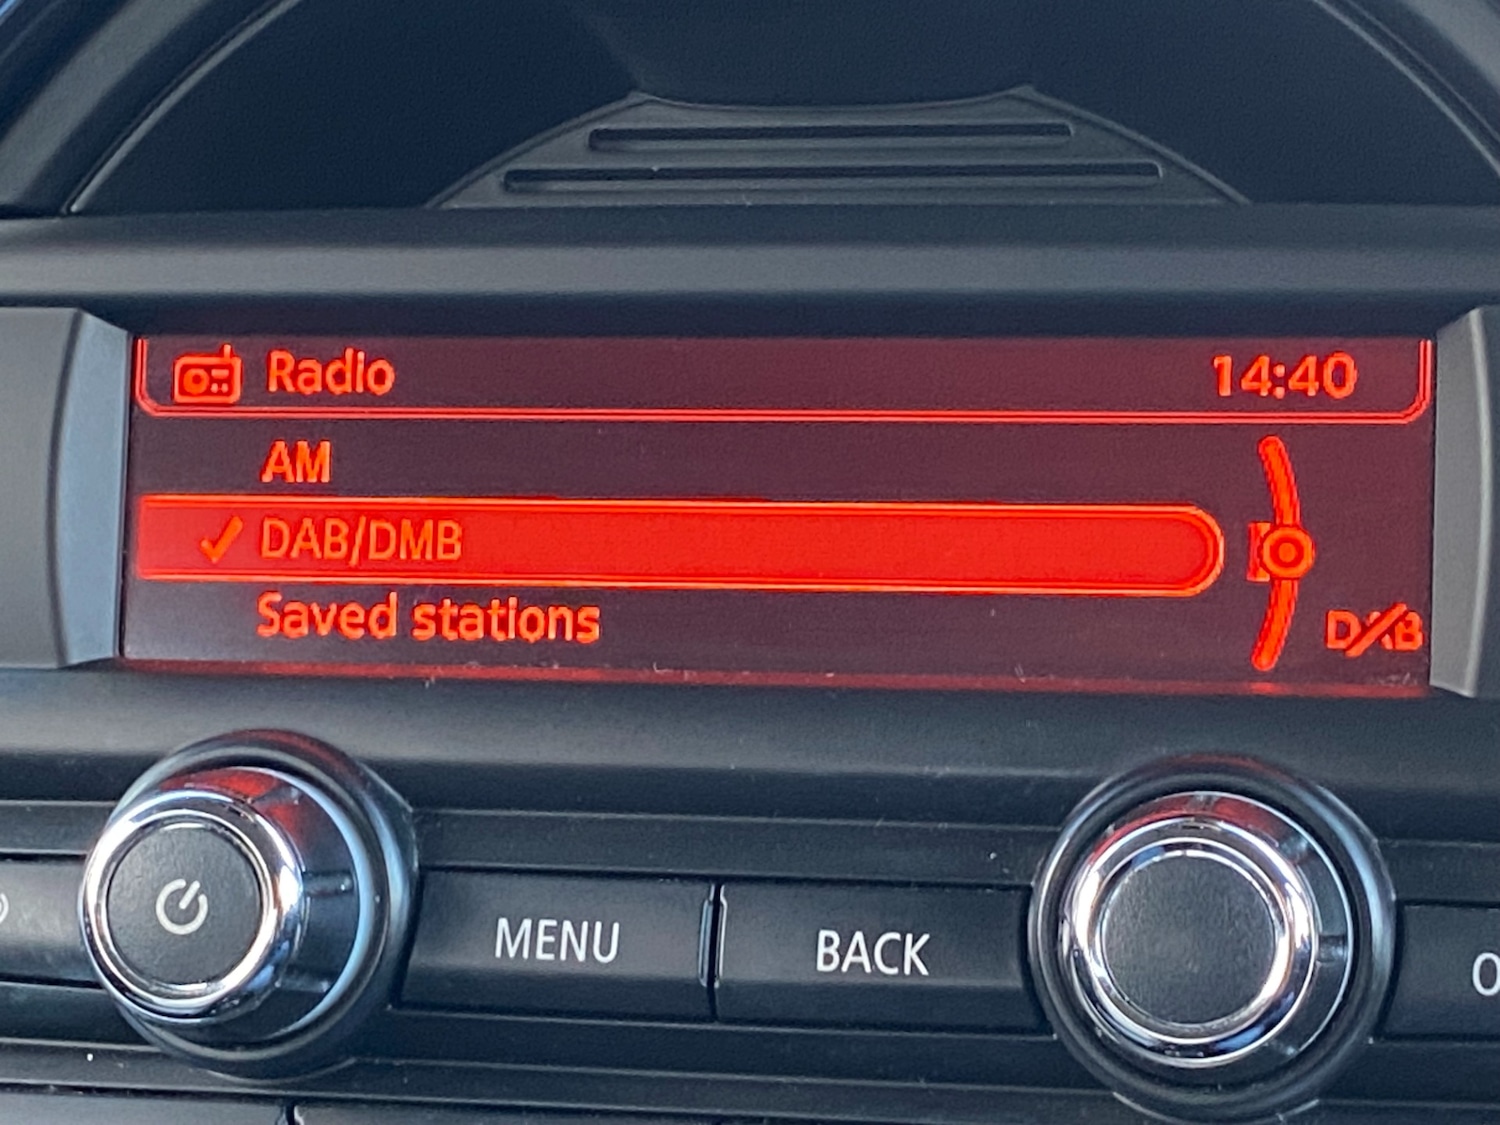 Radio 14:40
AM
DAB/DMB
Saved stations
DAB
MENU BACK